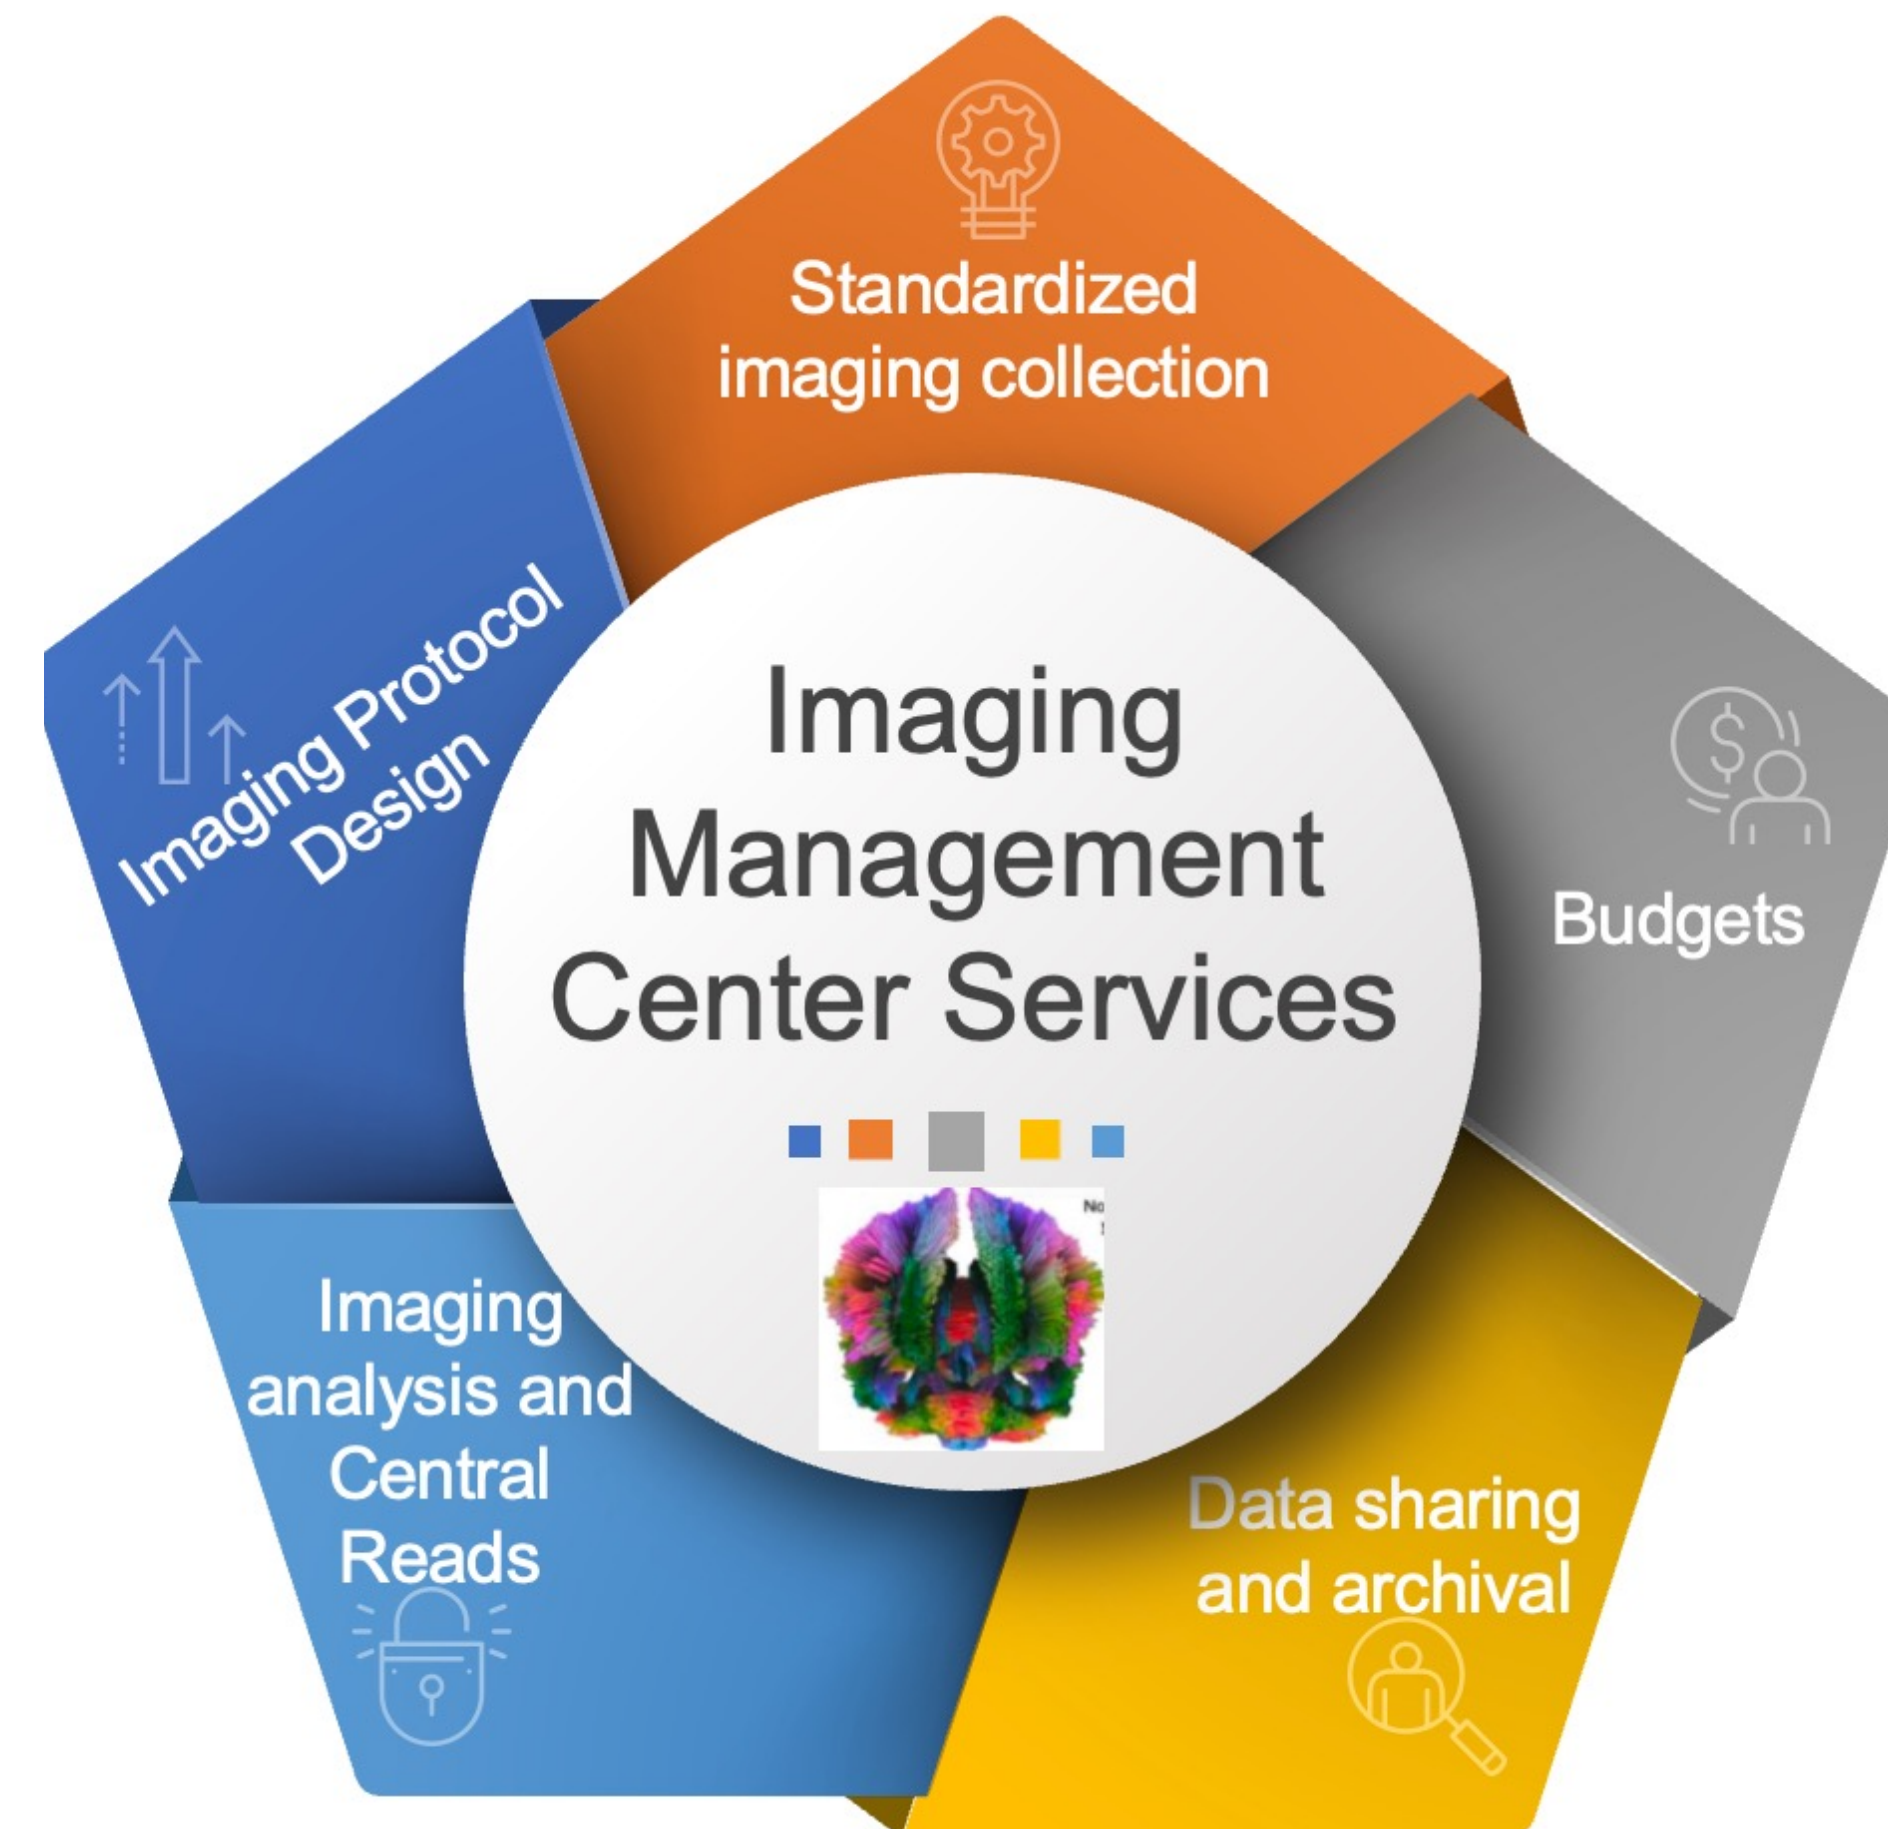 Standardized
imaging collection
Imaging Protocol
Design
Imaging
Management
Center Services
Budgets
No
Imaging
analysis and
Central
Reads
Data sharing
and archival
$